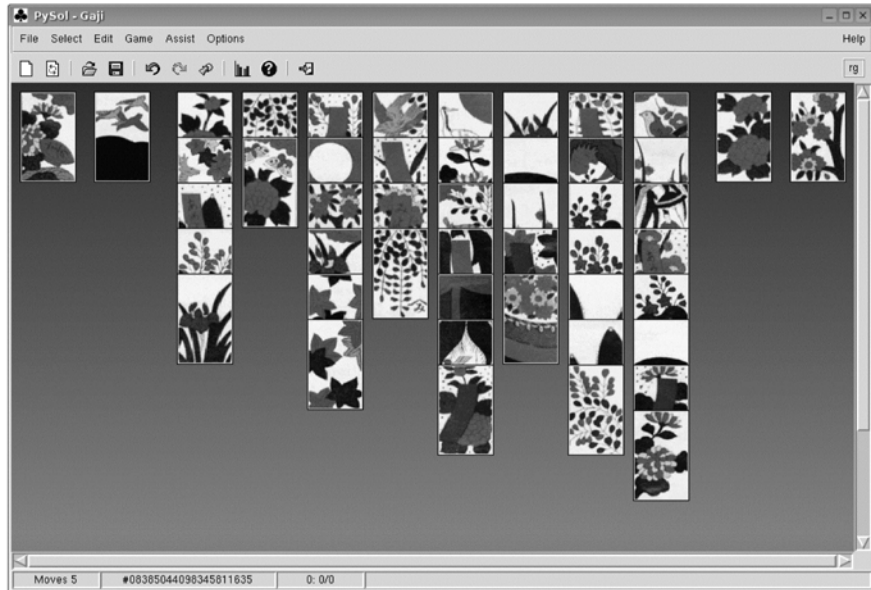 PySol - Gaji
File Select Edit Game Assist Options Help
rg
Moves 5 #08385044098345811635 0: 0/0